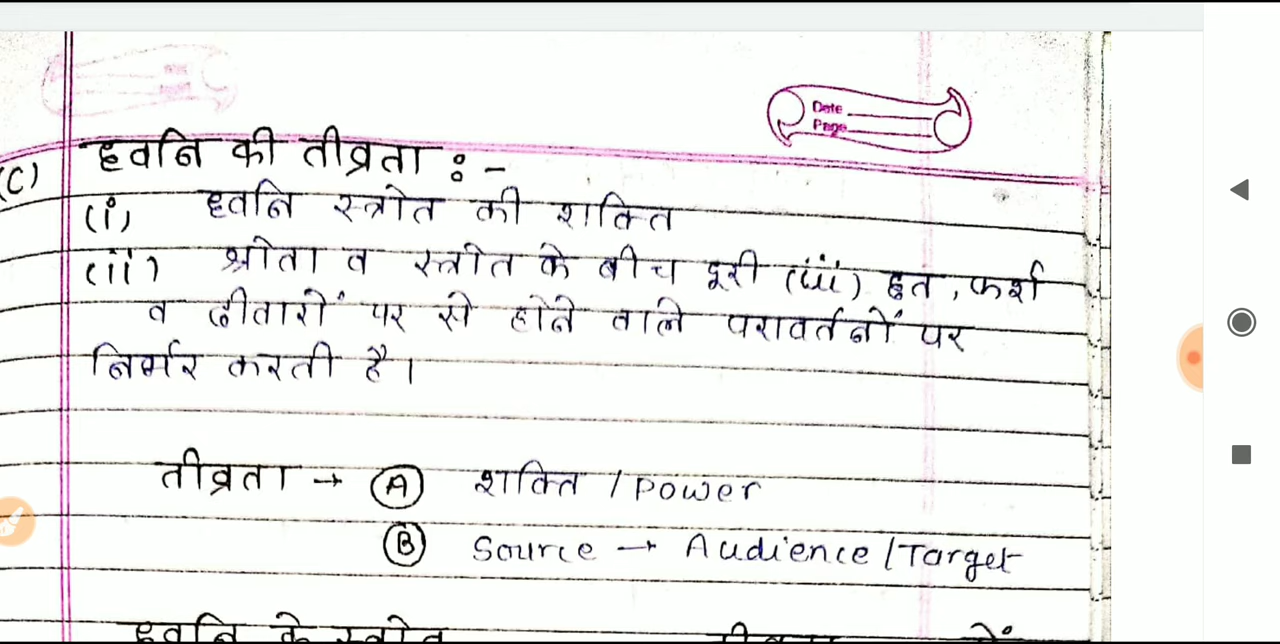 Date
Page
(C) ध्वनि की तीव्रता :-
(i) ध्वनि स्त्रोत की शक्ति
(ii) श्रोता व स्त्रोत के बीच दूरी (iii) छत, फर्श
व दीवारों पर से होने वाले परावर्तनों पर
निर्भर करती है।
तीव्रता → (A) शक्ति / Power
(B) Source → Audience / Target
ध्वनि के स्त्रोत